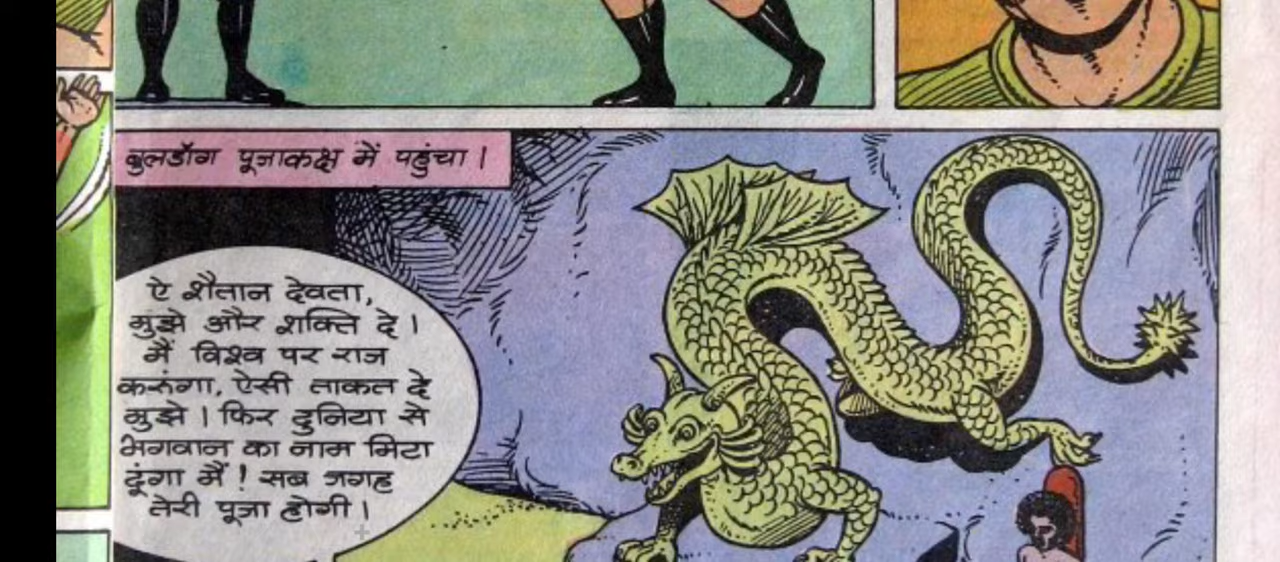 बुलडॉग पूजाकक्ष में पहुंचा।
ऐ शैतान देवता,
मुझे और शक्ति दे।
मैं विश्व पर राज
करूंगा, ऐसी ताकत दे
मुझे। फिर दुनिया से
भगवान का नाम मिटा
दूंगा मैं! सब जगह
तेरी पूजा होगी।